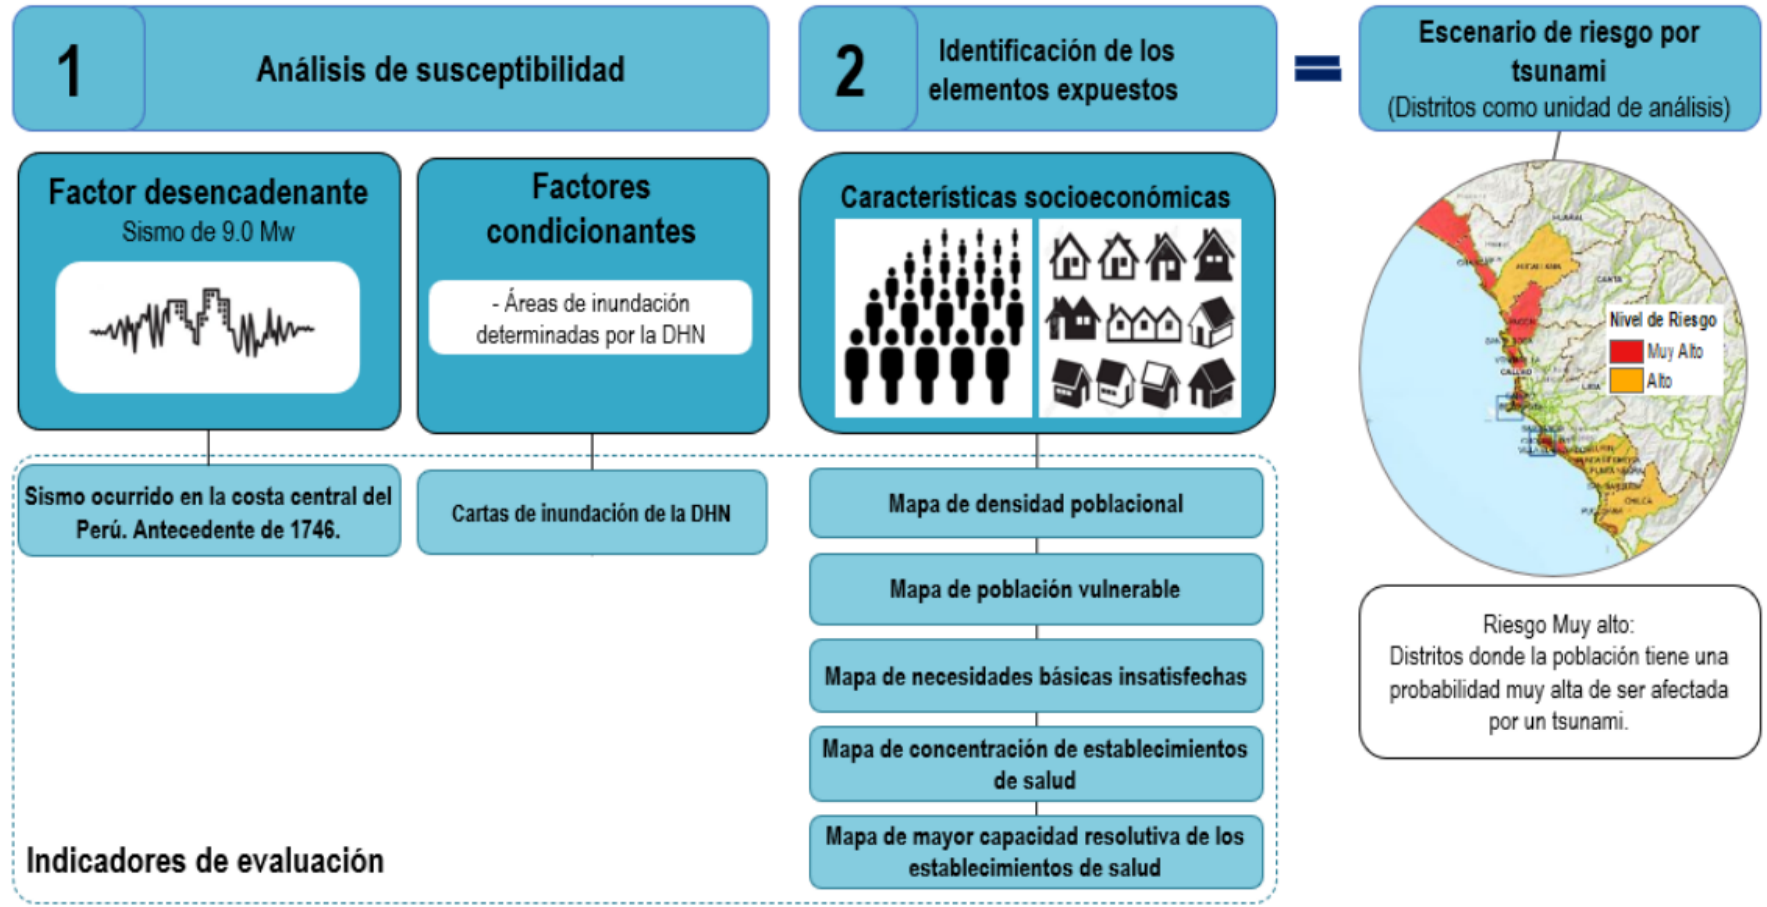 1
Análisis de susceptibilidad
2
Identificación de los
elementos expuestos
Escenario de riesgo por
tsunami
(Distritos como unidad de análisis)
Factor desencadenante
Sismo de 9.0 Mw
Factores
condicionantes
- Áreas de inundación
determinadas por la DHN
Características socioeconómicas
HUARAL
CANTA
CALLAO
LIMA
CHILCA
Nivel de Riesgo
Muy Alto
Alto
Sismo ocurrido en la costa central del
Perú. Antecedente de 1746.
Cartas de inundación de la DHN
Mapa de densidad poblacional
Mapa de población vulnerable
Mapa de necesidades básicas insatisfechas
Mapa de concentración de establecimientos
de salud
Mapa de mayor capacidad resolutiva de los
establecimientos de salud
Riesgo Muy alto:
Distritos donde la población tiene una
probabilidad muy alta de ser afectada
por un tsunami.
Indicadores de evaluación